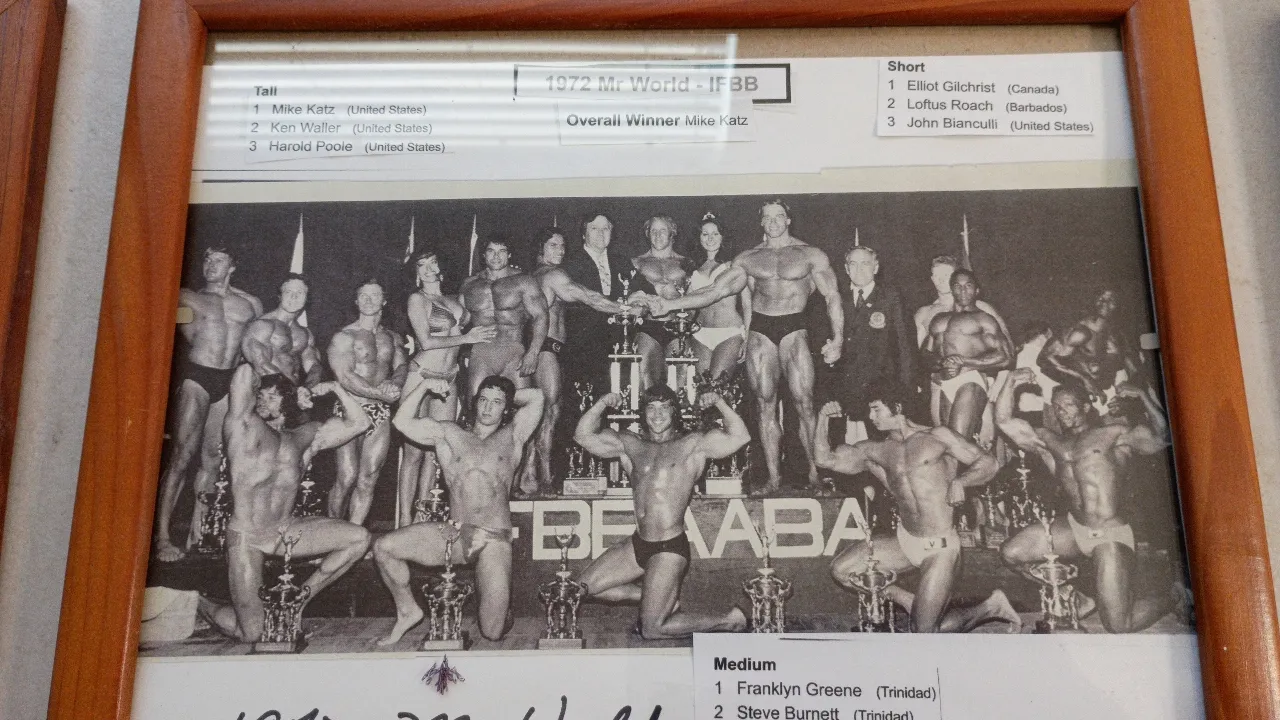 1972 Mr World - IFBB
Overall Winner Mike Katz
Tall
1 Mike Katz (United States)
2 Ken Waller (United States)
3 Harold Poole (United States)
Short
1 Elliot Gilchrist (Canada)
2 Loftus Roach (Barbados)
3 John Bianculli (United States)
FBB AABA
Medium
1 Franklyn Greene (Trinidad)
2 Steve Burnett (Trinidad)